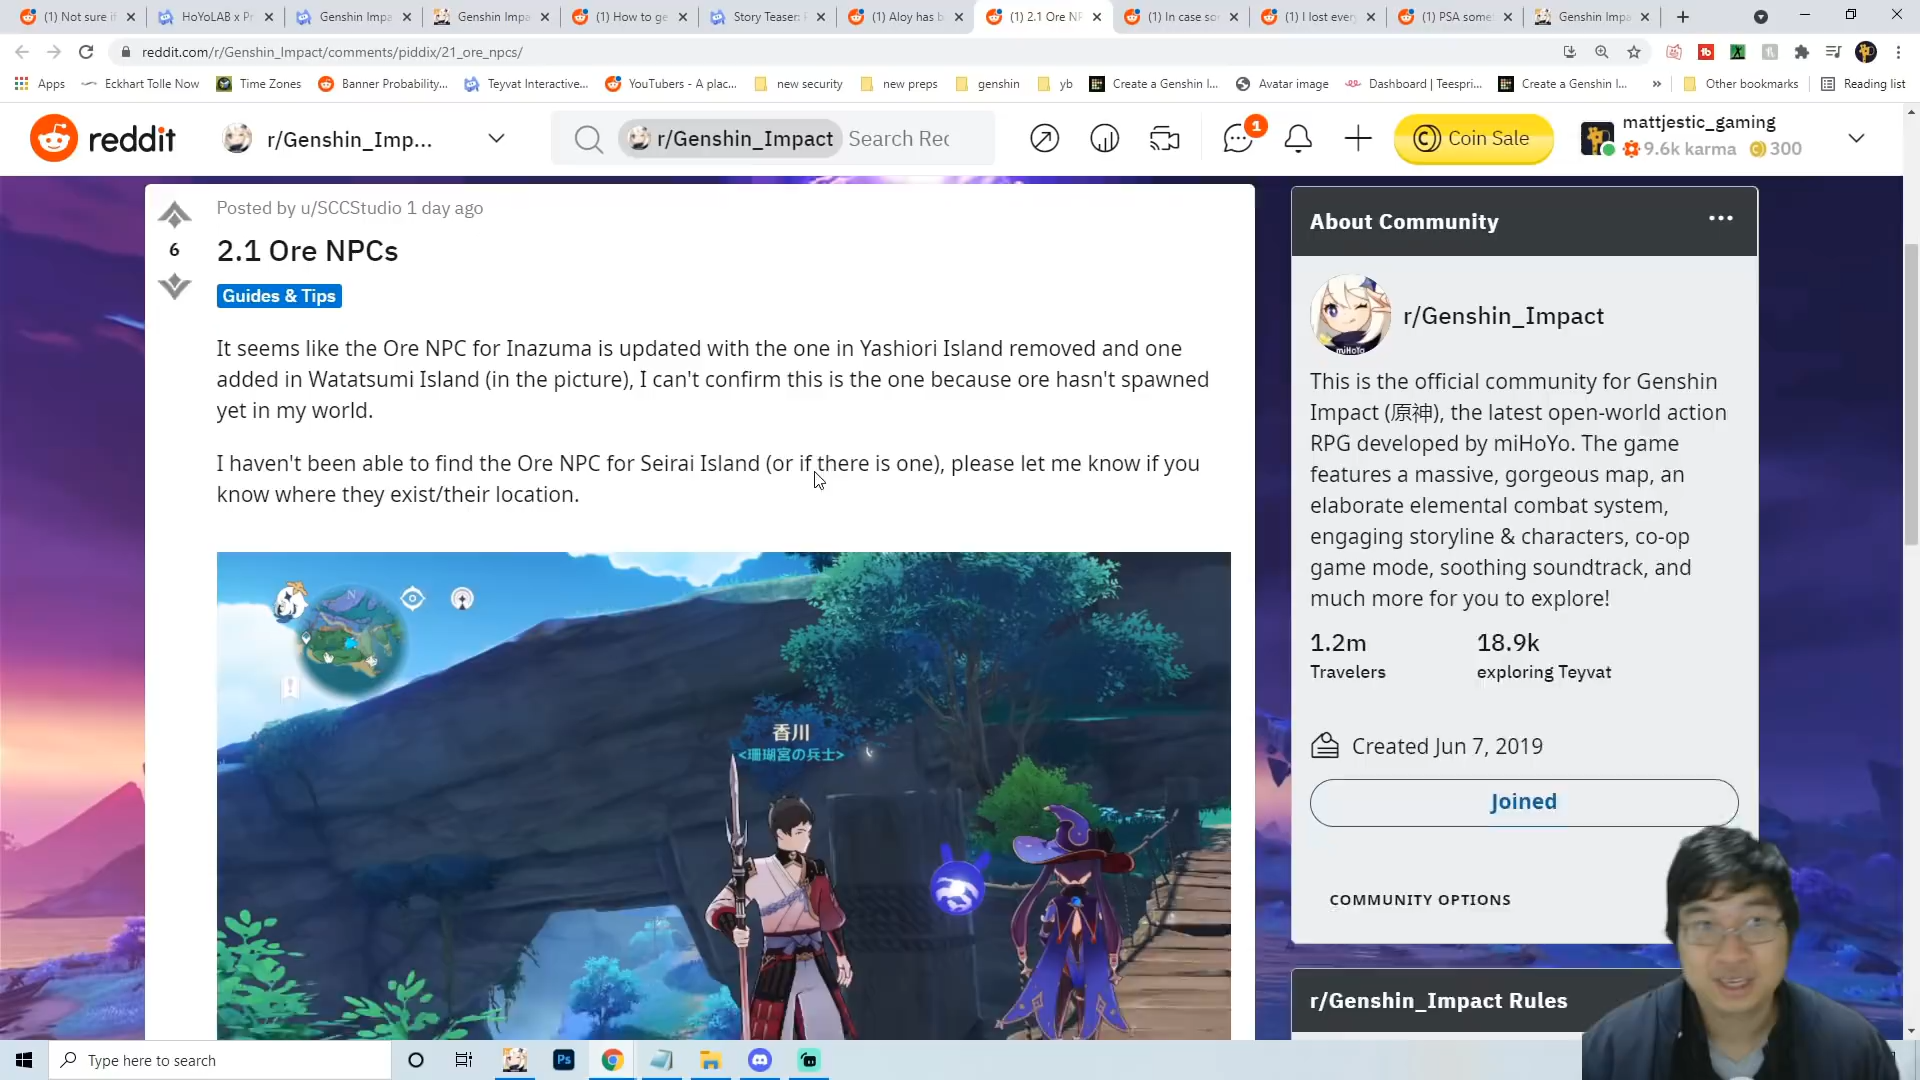 (1) Not sure if
HoYoLAB x Pr
Genshin Impa
Genshin Impa
(1) How to ge
Story Teaser: F
(1) Aloy has b
(1) 2.1 Ore NP
(1) In case so
(1) I lost every
(1) PSA some
Genshin Impa
reddit.com/r/Genshin_Impact/comments/piddix/21_ore_npcs/
Apps
Eckhart Tolle Now
Time Zones
Banner Probability...
Teyvat Interactive...
YouTubers - A plac...
new security
new preps
genshin
yb
Create a Genshin I...
Avatar image
Dashboard | Teespri...
Create a Genshin I...
»
Other bookmarks
Reading list
reddit
r/Genshin_Imp...
r/Genshin_Impact
Search Rec
1
Coin Sale
mattjestic_gaming
9.6k karma
300
Posted by u/SCCStudio 1 day ago
6
2.1 Ore NPCs
Guides & Tips
It seems like the Ore NPC for Inazuma is updated with the one in Yashiori Island removed and one
added in Watatsumi Island (in the picture), I can't confirm this is the one because ore hasn't spawned
yet in my world.
I haven't been able to find the Ore NPC for Seirai Island (or if there is one), please let me know if you
know where they exist/their location.
N
香川
<珊瑚宮の兵士>
About Community
miHoYo
r/Genshin_Impact
This is the official community for Genshin
Impact (原神), the latest open-world action
RPG developed by miHoYo. The game
features a massive, gorgeous map, an
elaborate elemental combat system,
engaging storyline & characters, co-op
game mode, soothing soundtrack, and
much more for you to explore!
1.2m
18.9k
Travelers
exploring Teyvat
Created Jun 7, 2019
Joined
COMMUNITY OPTIONS
r/Genshin_Impact Rules
Type here to search
Ps